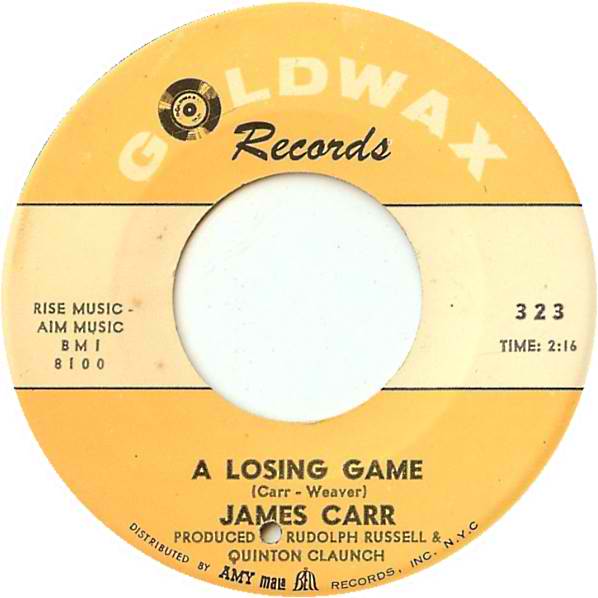 GOLDWAX
Records
RISE MUSIC -
AIM MUSIC
BMI
8100
323
TIME: 2:16
A LOSING GAME
(Carr - Weaver)
JAMES CARR
PRODUCED RUDOLPH RUSSELL &
QUINTON CLAUNCH
DISTRIBUTED BY AMY mala BELL RECORDS, INC. N.Y.C